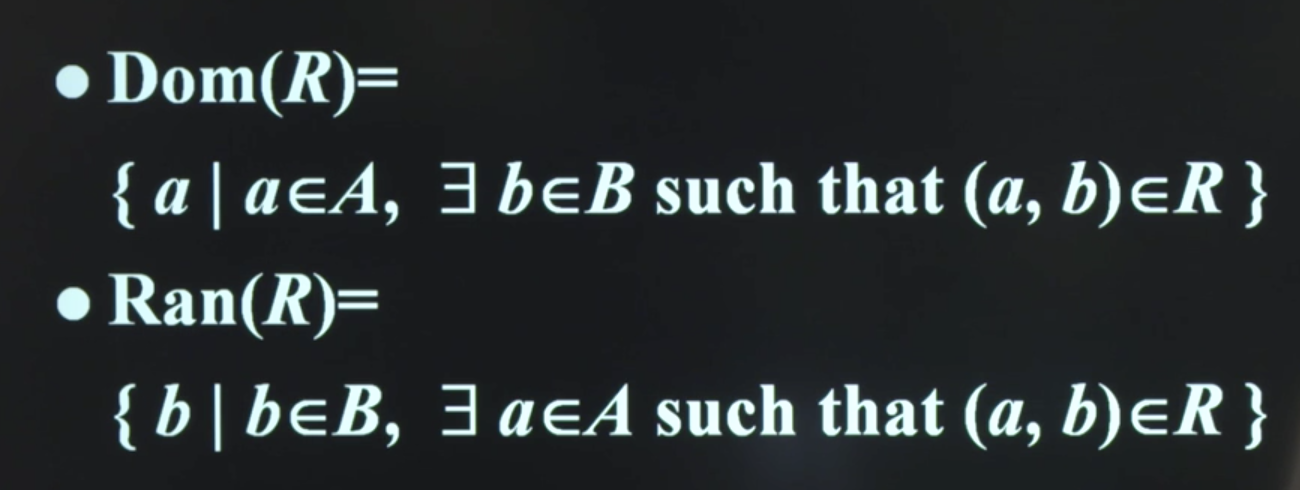 ● Dom(R)=
{ a | a∈A, ∃ b∈B such that (a, b)∈R }
● Ran(R)=
{ b | b∈B, ∃ a∈A such that (a, b)∈R }